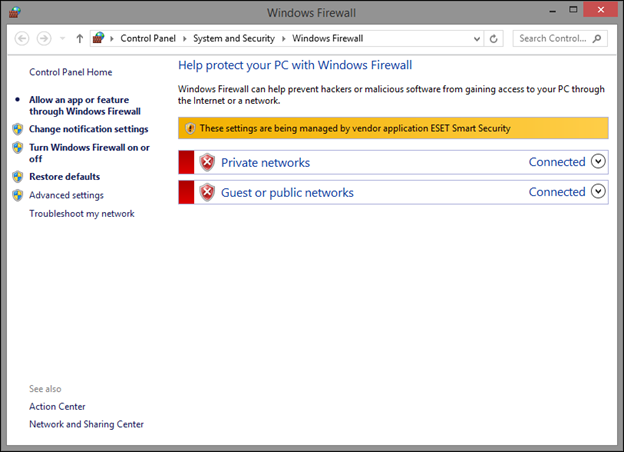 Windows Firewall
Control Panel
System and Security
Windows Firewall
Search Control...
Control Panel Home
Allow an app or feature
through Windows Firewall
Change notification settings
Turn Windows Firewall on or
off
Restore defaults
Advanced settings
Troubleshoot my network
See also
Action Center
Network and Sharing Center
Help protect your PC with Windows Firewall
Windows Firewall can help prevent hackers or malicious software from gaining access to your PC through
the Internet or a network.
These settings are being managed by vendor application ESET Smart Security
Private networks Connected
Guest or public networks Connected